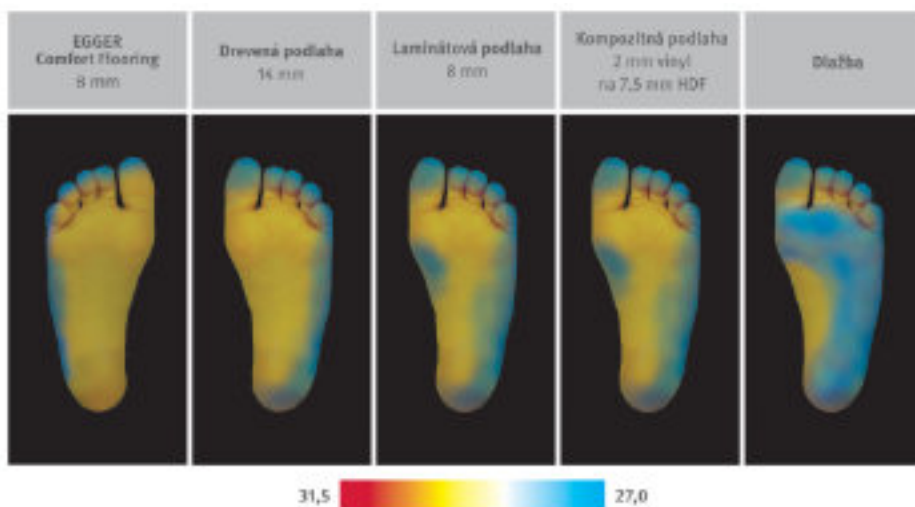 EGGER
Comfort Flooring
8 mm
Drevená podlaha
14 mm
Laminátová podlaha
8 mm
Kompozitná podlaha
2 mm vinyl
na 7,5 mm HDF
Dlažba
31,5
27,0